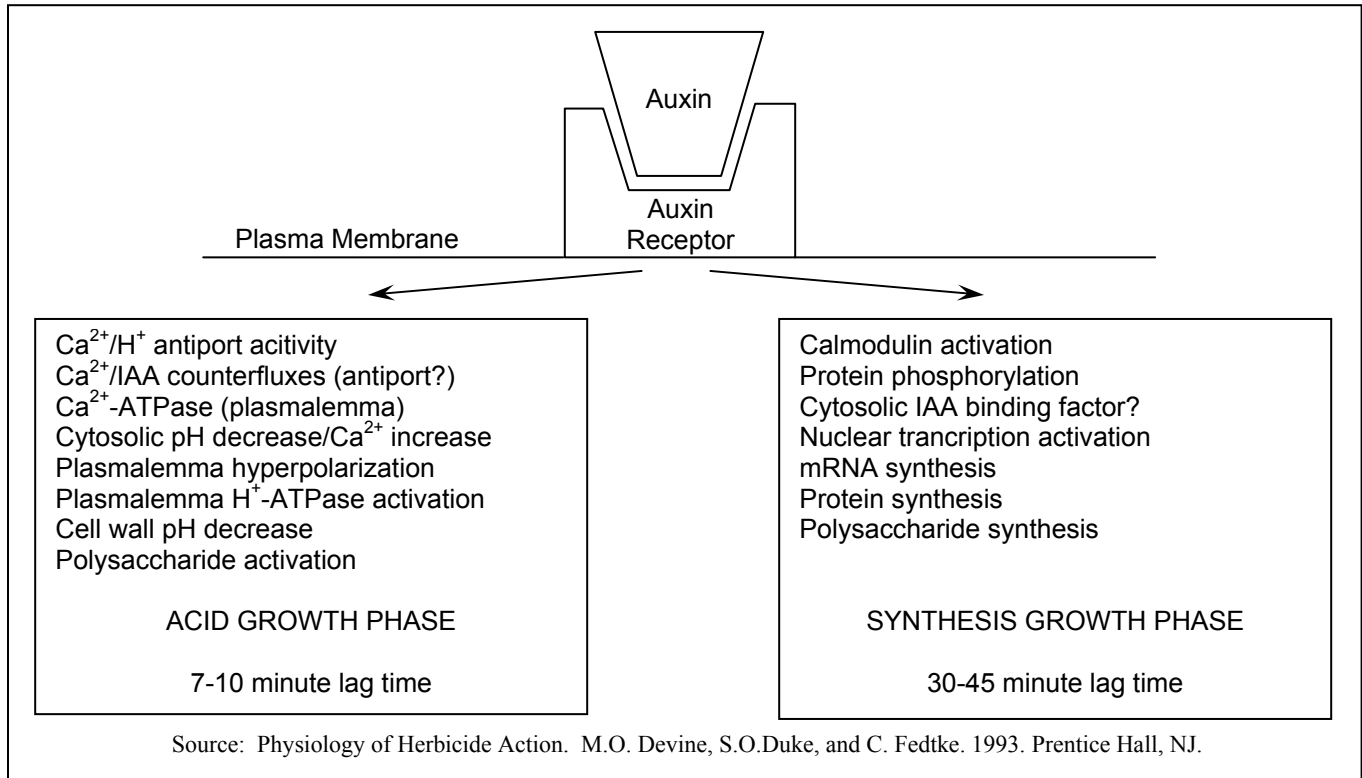 Auxin
Auxin
Receptor
Plasma Membrane
Ca²⁺/H⁺ antiport acitivity
Ca²⁺/IAA counterfluxes (antiport?)
Ca²⁺-ATPase (plasmalemma)
Cytosolic pH decrease/Ca²⁺ increase
Plasmalemma hyperpolarization
Plasmalemma H⁺-ATPase activation
Cell wall pH decrease
Polysaccharide activation
ACID GROWTH PHASE
7-10 minute lag time
Calmodulin activation
Protein phosphorylation
Cytosolic IAA binding factor?
Nuclear trancription activation
mRNA synthesis
Protein synthesis
Polysaccharide synthesis
SYNTHESIS GROWTH PHASE
30-45 minute lag time
Source: Physiology of Herbicide Action. M.O. Devine, S.O.Duke, and C. Fedtke. 1993. Prentice Hall, NJ.